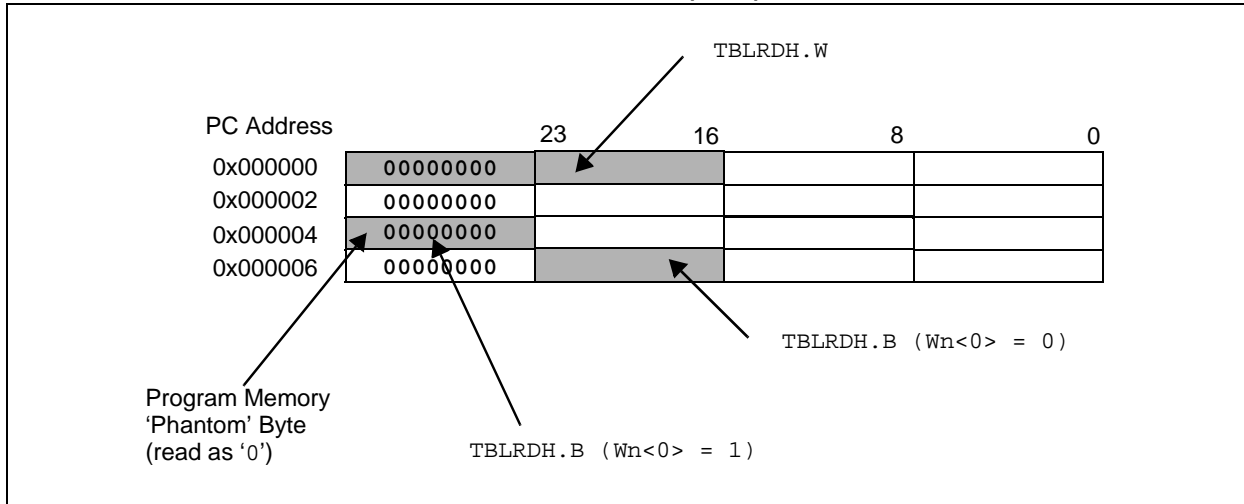 TBLRDH.W
PC Address
23 16 8 0
0x000000 00000000
0x000002 00000000
0x000004 00000000
0x000006 00000000
TBLRDH.B (Wn<0> = 0)
Program Memory
‘Phantom’ Byte
(read as ‘0’)
TBLRDH.B (Wn<0> = 1)